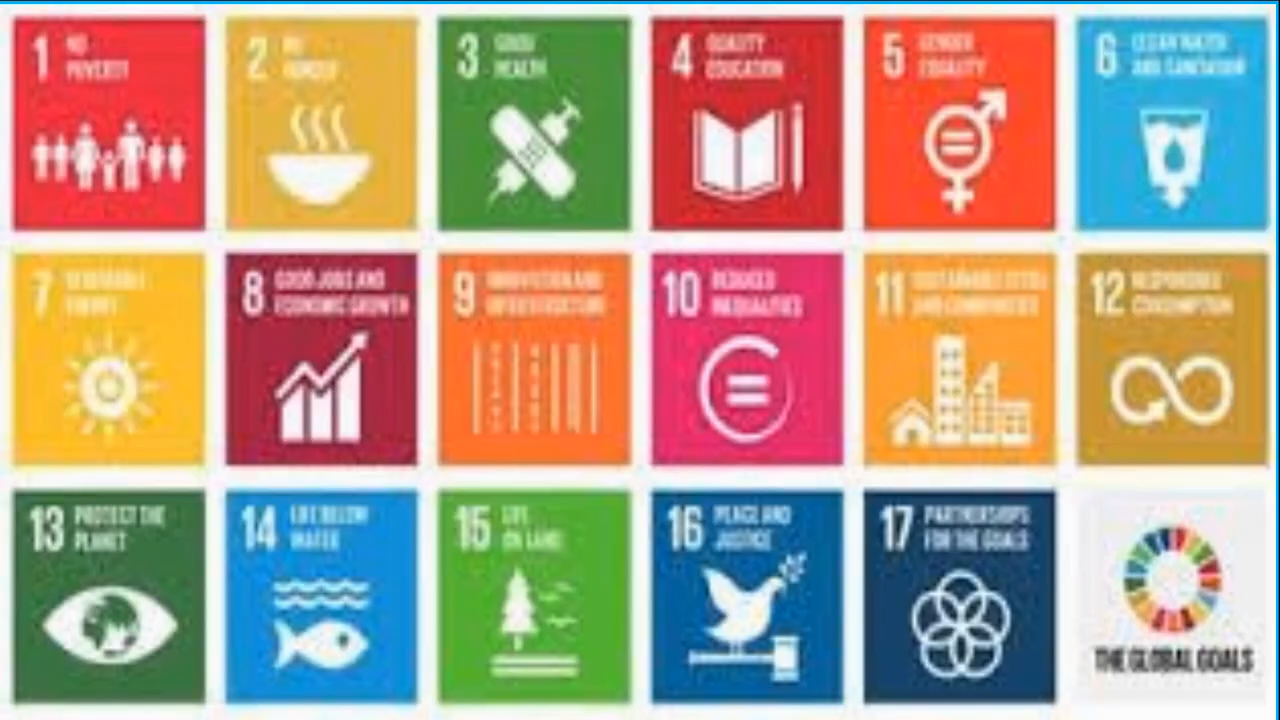 1 NO
POVERTY
2 NO
HUNGER
3 GOOD
HEALTH
4 QUALITY
EDUCATION
5 GENDER
EQUALITY
6 CLEAN WATER
AND SANITATION
7 RENEWABLE
ENERGY
8 GOOD JOBS AND
ECONOMIC GROWTH
9 INNOVATION AND
INFRASTRUCTURE
10 REDUCED
INEQUALITIES
11 SUSTAINABLE CITIES
AND COMMUNITIES
12 RESPONSIBLE
CONSUMPTION
13 PROTECT THE
PLANET
14 LIFE BELOW
WATER
15 LIFE
ON LAND
16 PEACE AND
JUSTICE
17 PARTNERSHIPS
FOR THE GOALS
THE GLOBAL GOALS